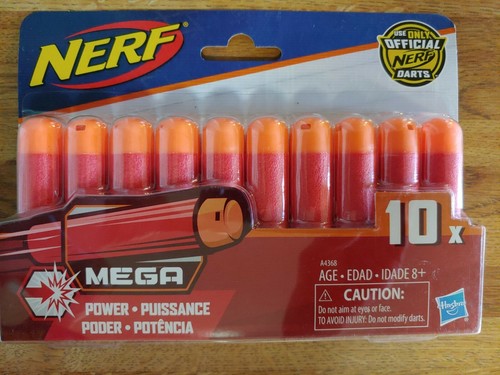 NERF
USE ONLY
OFFICIAL
NERF
DARTS
10x
MEGA
POWER • PUISSANCE
PODER • POTÊNCIA
A4368
AGE • EDAD • IDADE 8+
CAUTION:
Do not aim at eyes or face.
TO AVOID INJURY: Do not modify darts.
Hasbro